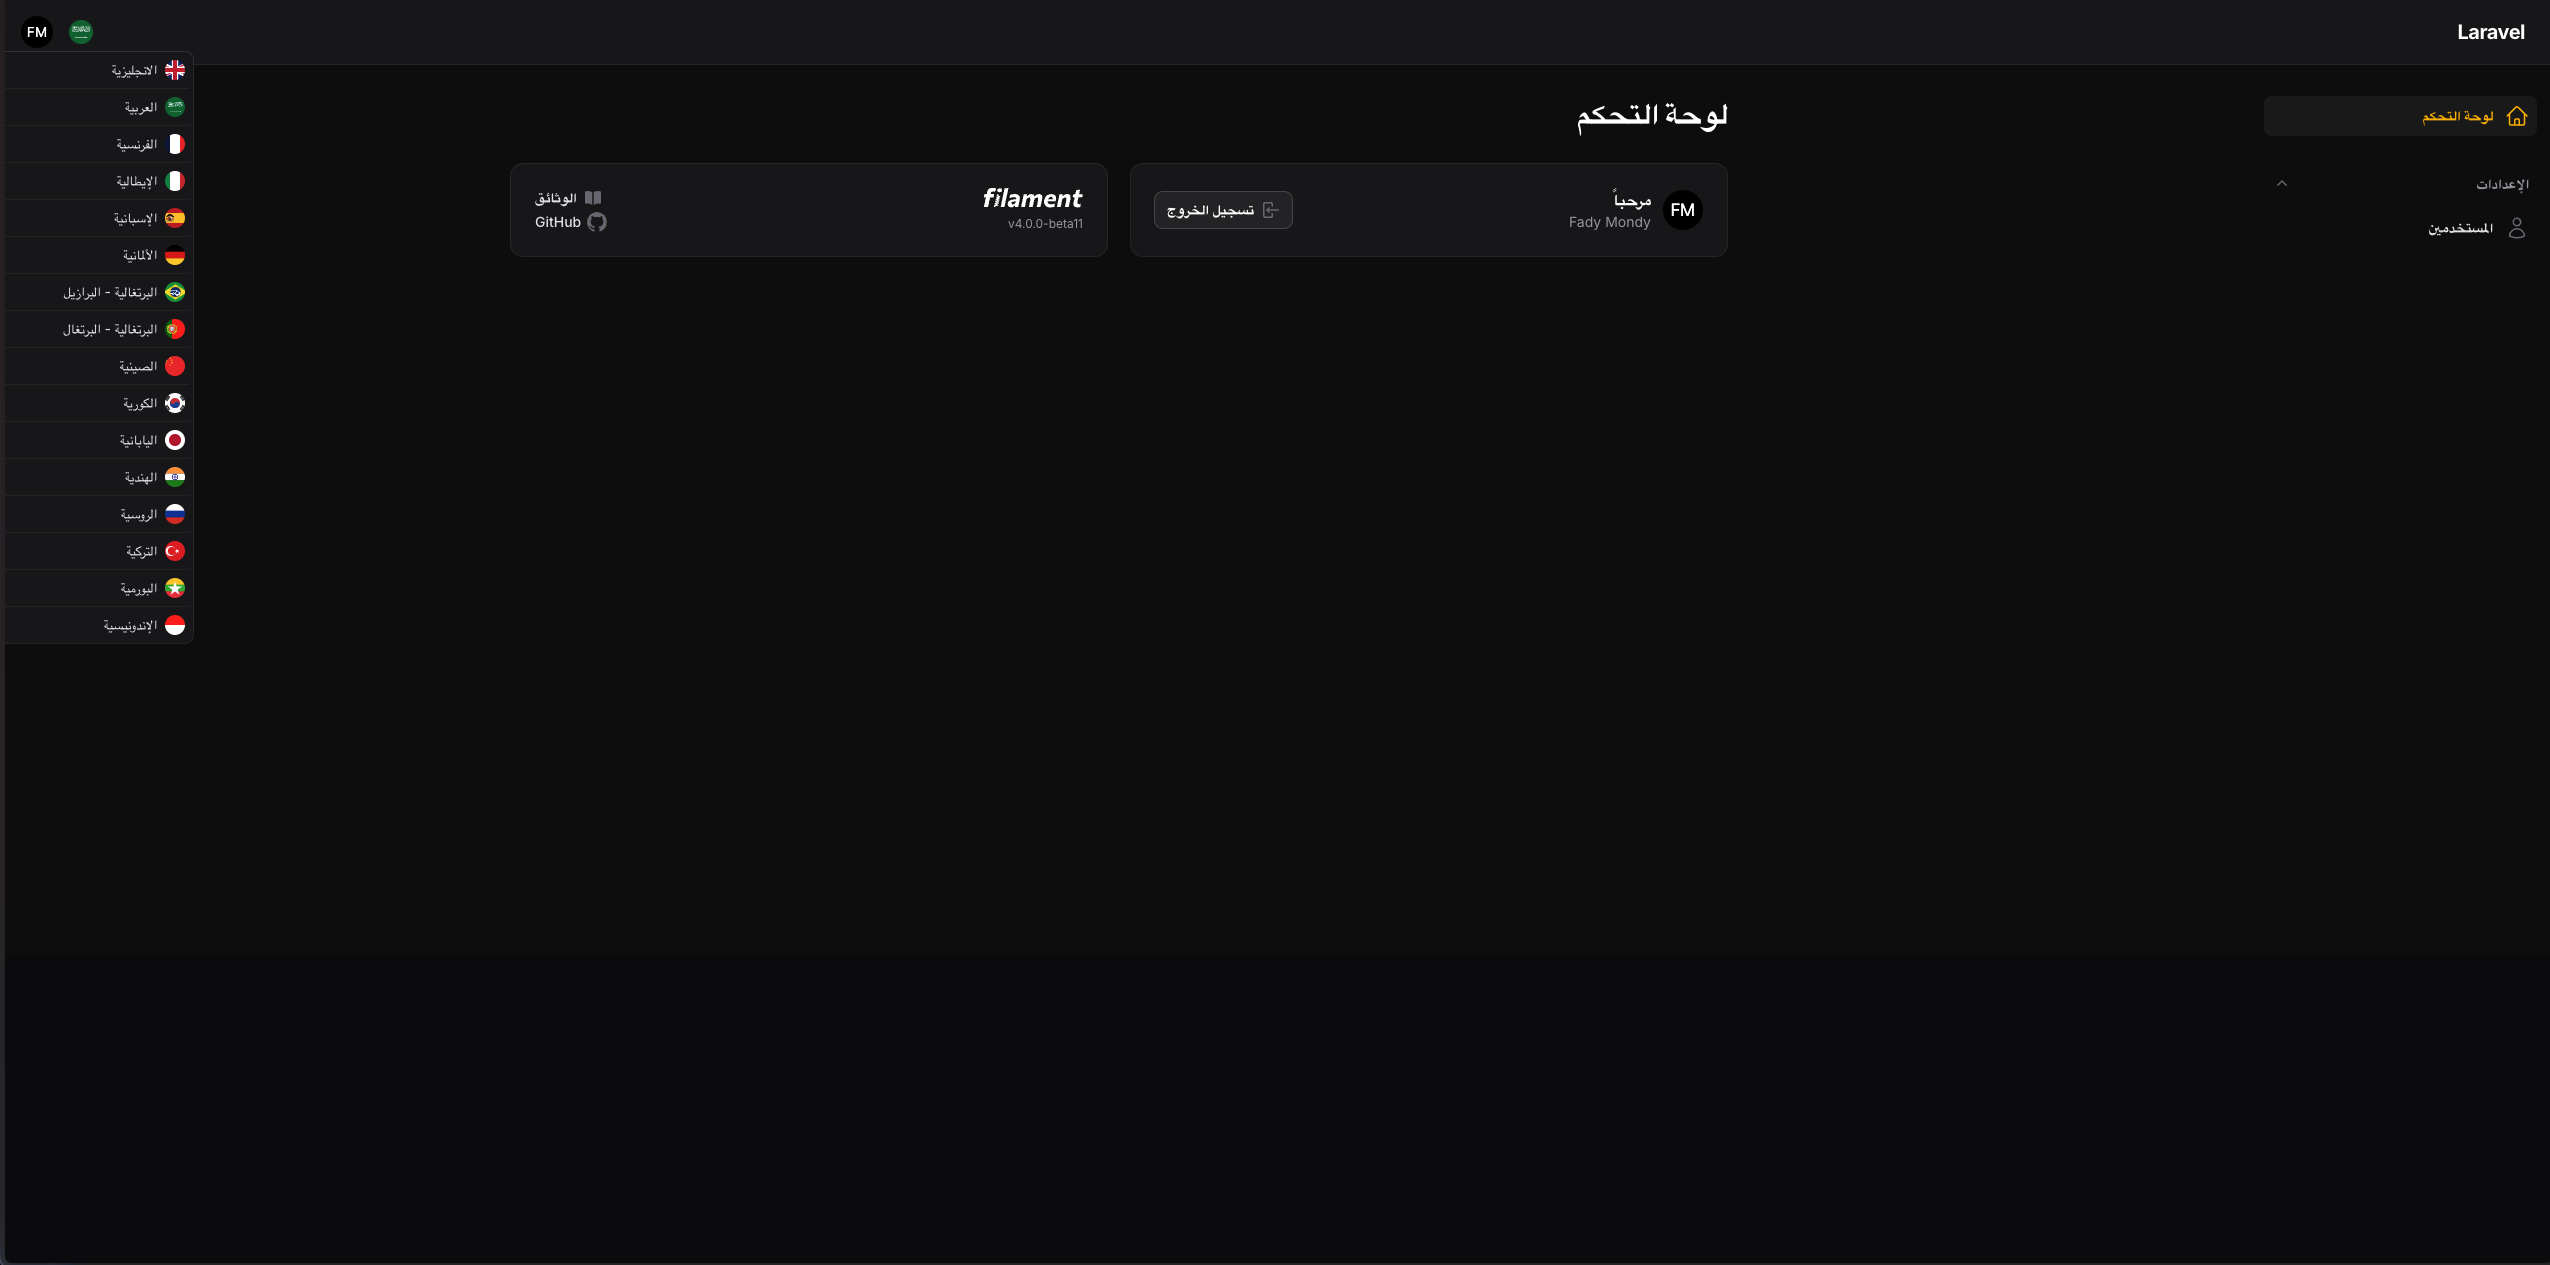 Laravel
FM
لوحة التحكم
الإعدادات
المستخدمين
لوحة التحكم
FM
مرحباً
Fady Mondy
تسجيل الخروج
filament
v4.0.0-beta11
الوثائق
GitHub
الانجليزية
العربية
الفرنسية
الإيطالية
الإسبانية
الألمانية
البرتغالية - البرازيل
البرتغالية - البرتغال
الصينية
الكورية
اليابانية
الهندية
الروسية
التركية
البورمية
الإندونيسية